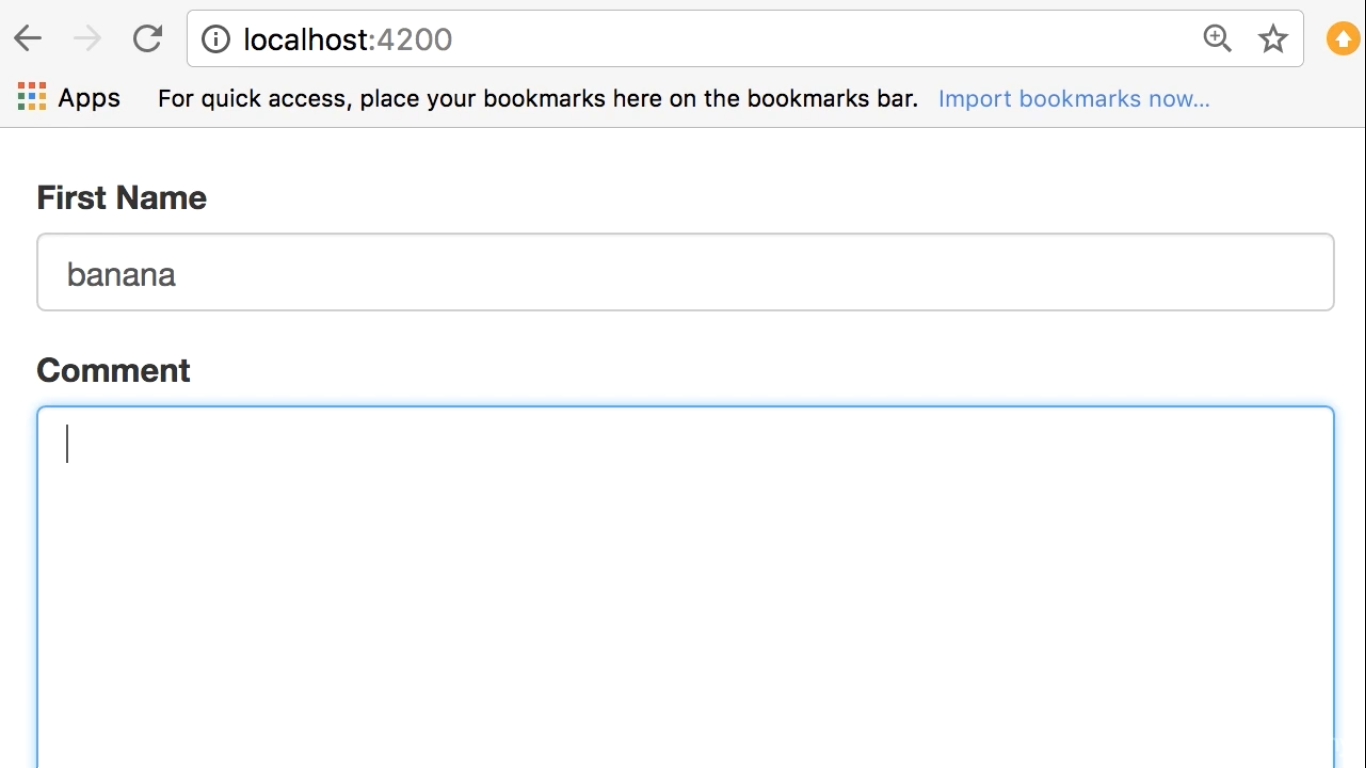 localhost:4200
Apps For quick access, place your bookmarks here on the bookmarks bar. Import bookmarks now...
First Name
banana
Comment